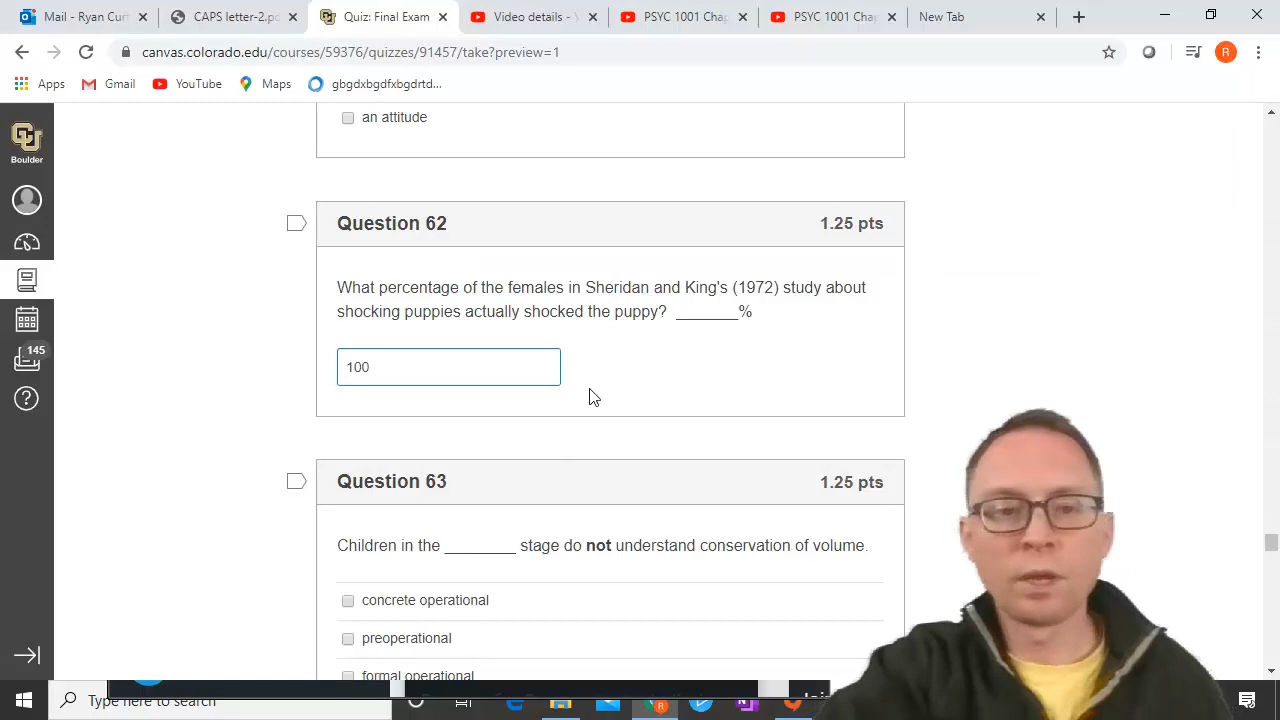 Mail - Ryan Curt
CAPS letter-2.pd
Quiz: Final Exam
Video details - Y
PSYC 1001 Chap
PSYC 1001 Chap
New Tab
canvas.colorado.edu/courses/59376/quizzes/91457/take?preview=1
R
Apps
Gmail
YouTube
Maps
gbgdxbgdfxbgdrtd...
Boulder
145
an attitude
Question 62
1.25 pts
What percentage of the females in Sheridan and King's (1972) study about
shocking puppies actually shocked the puppy? _______%
100
Question 63
1.25 pts
Children in the _________ stage do not understand conservation of volume.
concrete operational
preoperational
formal operational
Type here to search